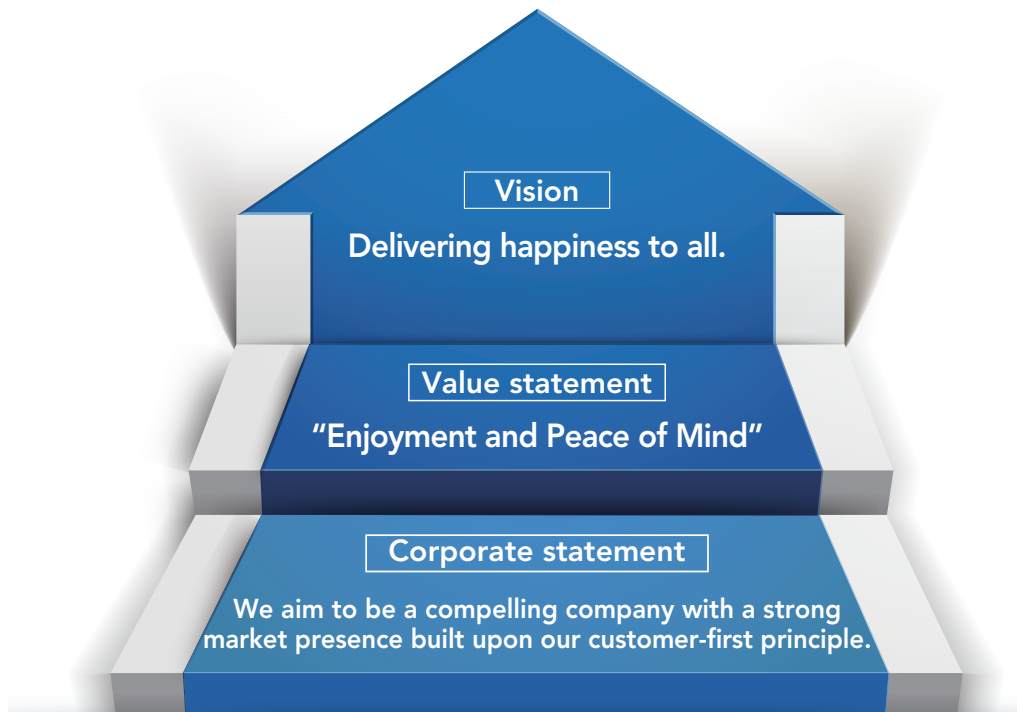 Vision
Delivering happiness to all.
Value statement
“Enjoyment and Peace of Mind”
Corporate statement
We aim to be a compelling company with a strong
market presence built upon our customer-first principle.